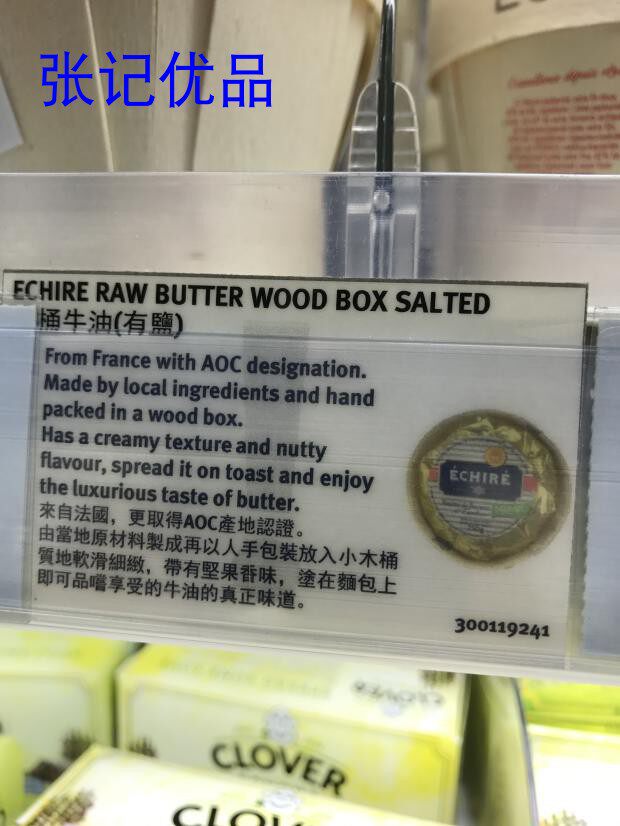 张记优品
ECHIRE RAW BUTTER WOOD BOX SALTED
桶牛油(有鹽)
From France with AOC designation.
Made by local ingredients and hand
packed in a wood box.
Has a creamy texture and nutty
flavour, spread it on toast and enjoy
the luxurious taste of butter.
來自法國，更取得AOC產地認證。
由當地原材料製成再以人手包裝放入小木桶
質地軟滑細緻，帶有堅果香味，塗在麵包上
即可品嚐享受的牛油的真正味道。
ÉCHIRÉ
300119241
CLOVER
CLOVER